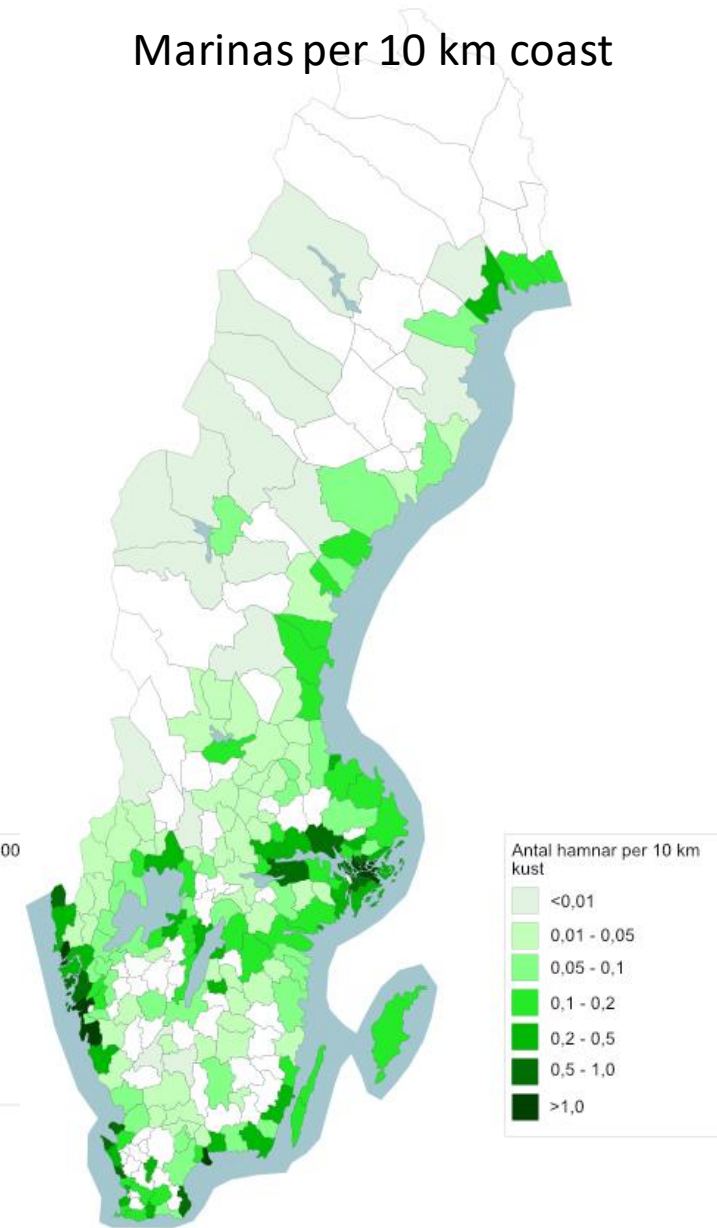 Marinas per 10 km coast
00
Antal hamnar per 10 km
kust
<0,01
0,01 - 0,05
0,05 - 0,1
0,1 - 0,2
0,2 - 0,5
0,5 - 1,0
>1,0